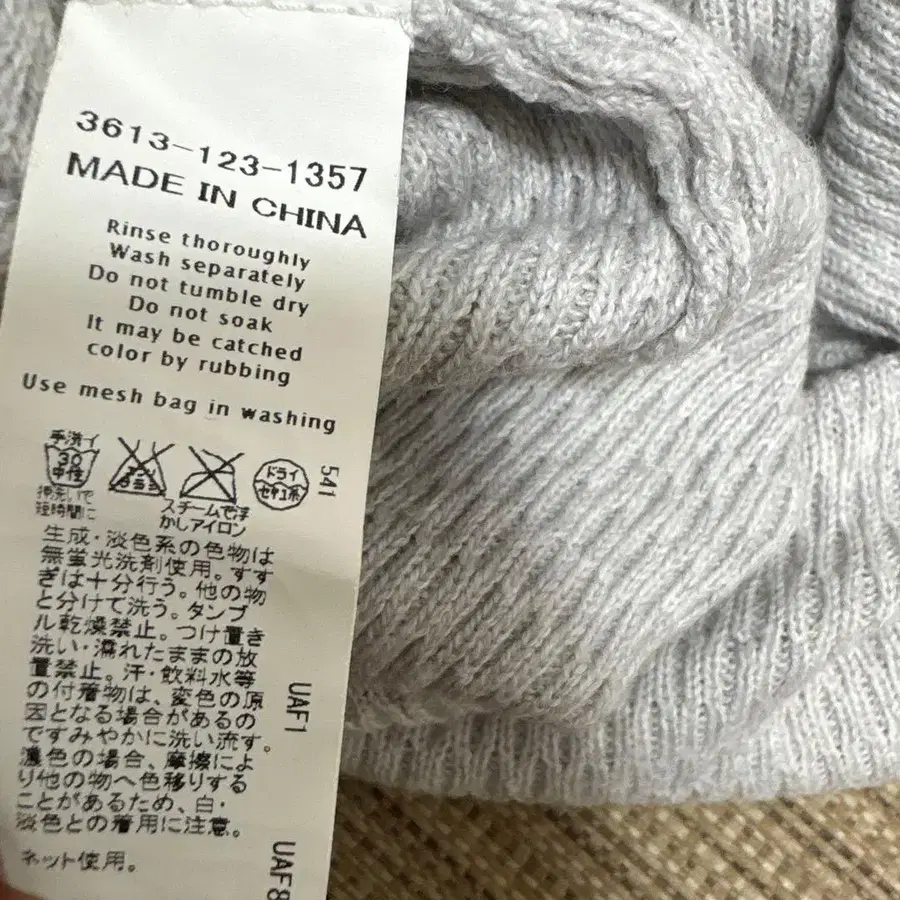 3613-123-1357
MADE IN CHINA
Rinse thoroughly
Wash separately
Do not tumble dry
Do not soak
It may be catched
color by rubbing
Use mesh bag in washing
手洗イ
30
中性
押洗いで
短時間に
エンソ
サラシ
スチームで浮
かしアイロン
ドライ
セキユ系
541
生成・淡色系の色物は
無蛍光洗剤使用。すす
ぎは十分行う。他の物
と分けて洗う。タンブ
ル乾燥禁止。つけ置き
洗い・濡れたままの放
置禁止。汗・飲料水等
の付着物は、変色の原
因となる場合があるの
ですみやかに洗い流す。
濃色の場合、摩擦によ
り他の物へ色移りする
ことがあるため、白・
淡色との着用に注意。
ネット使用。
UAF1
UAF8